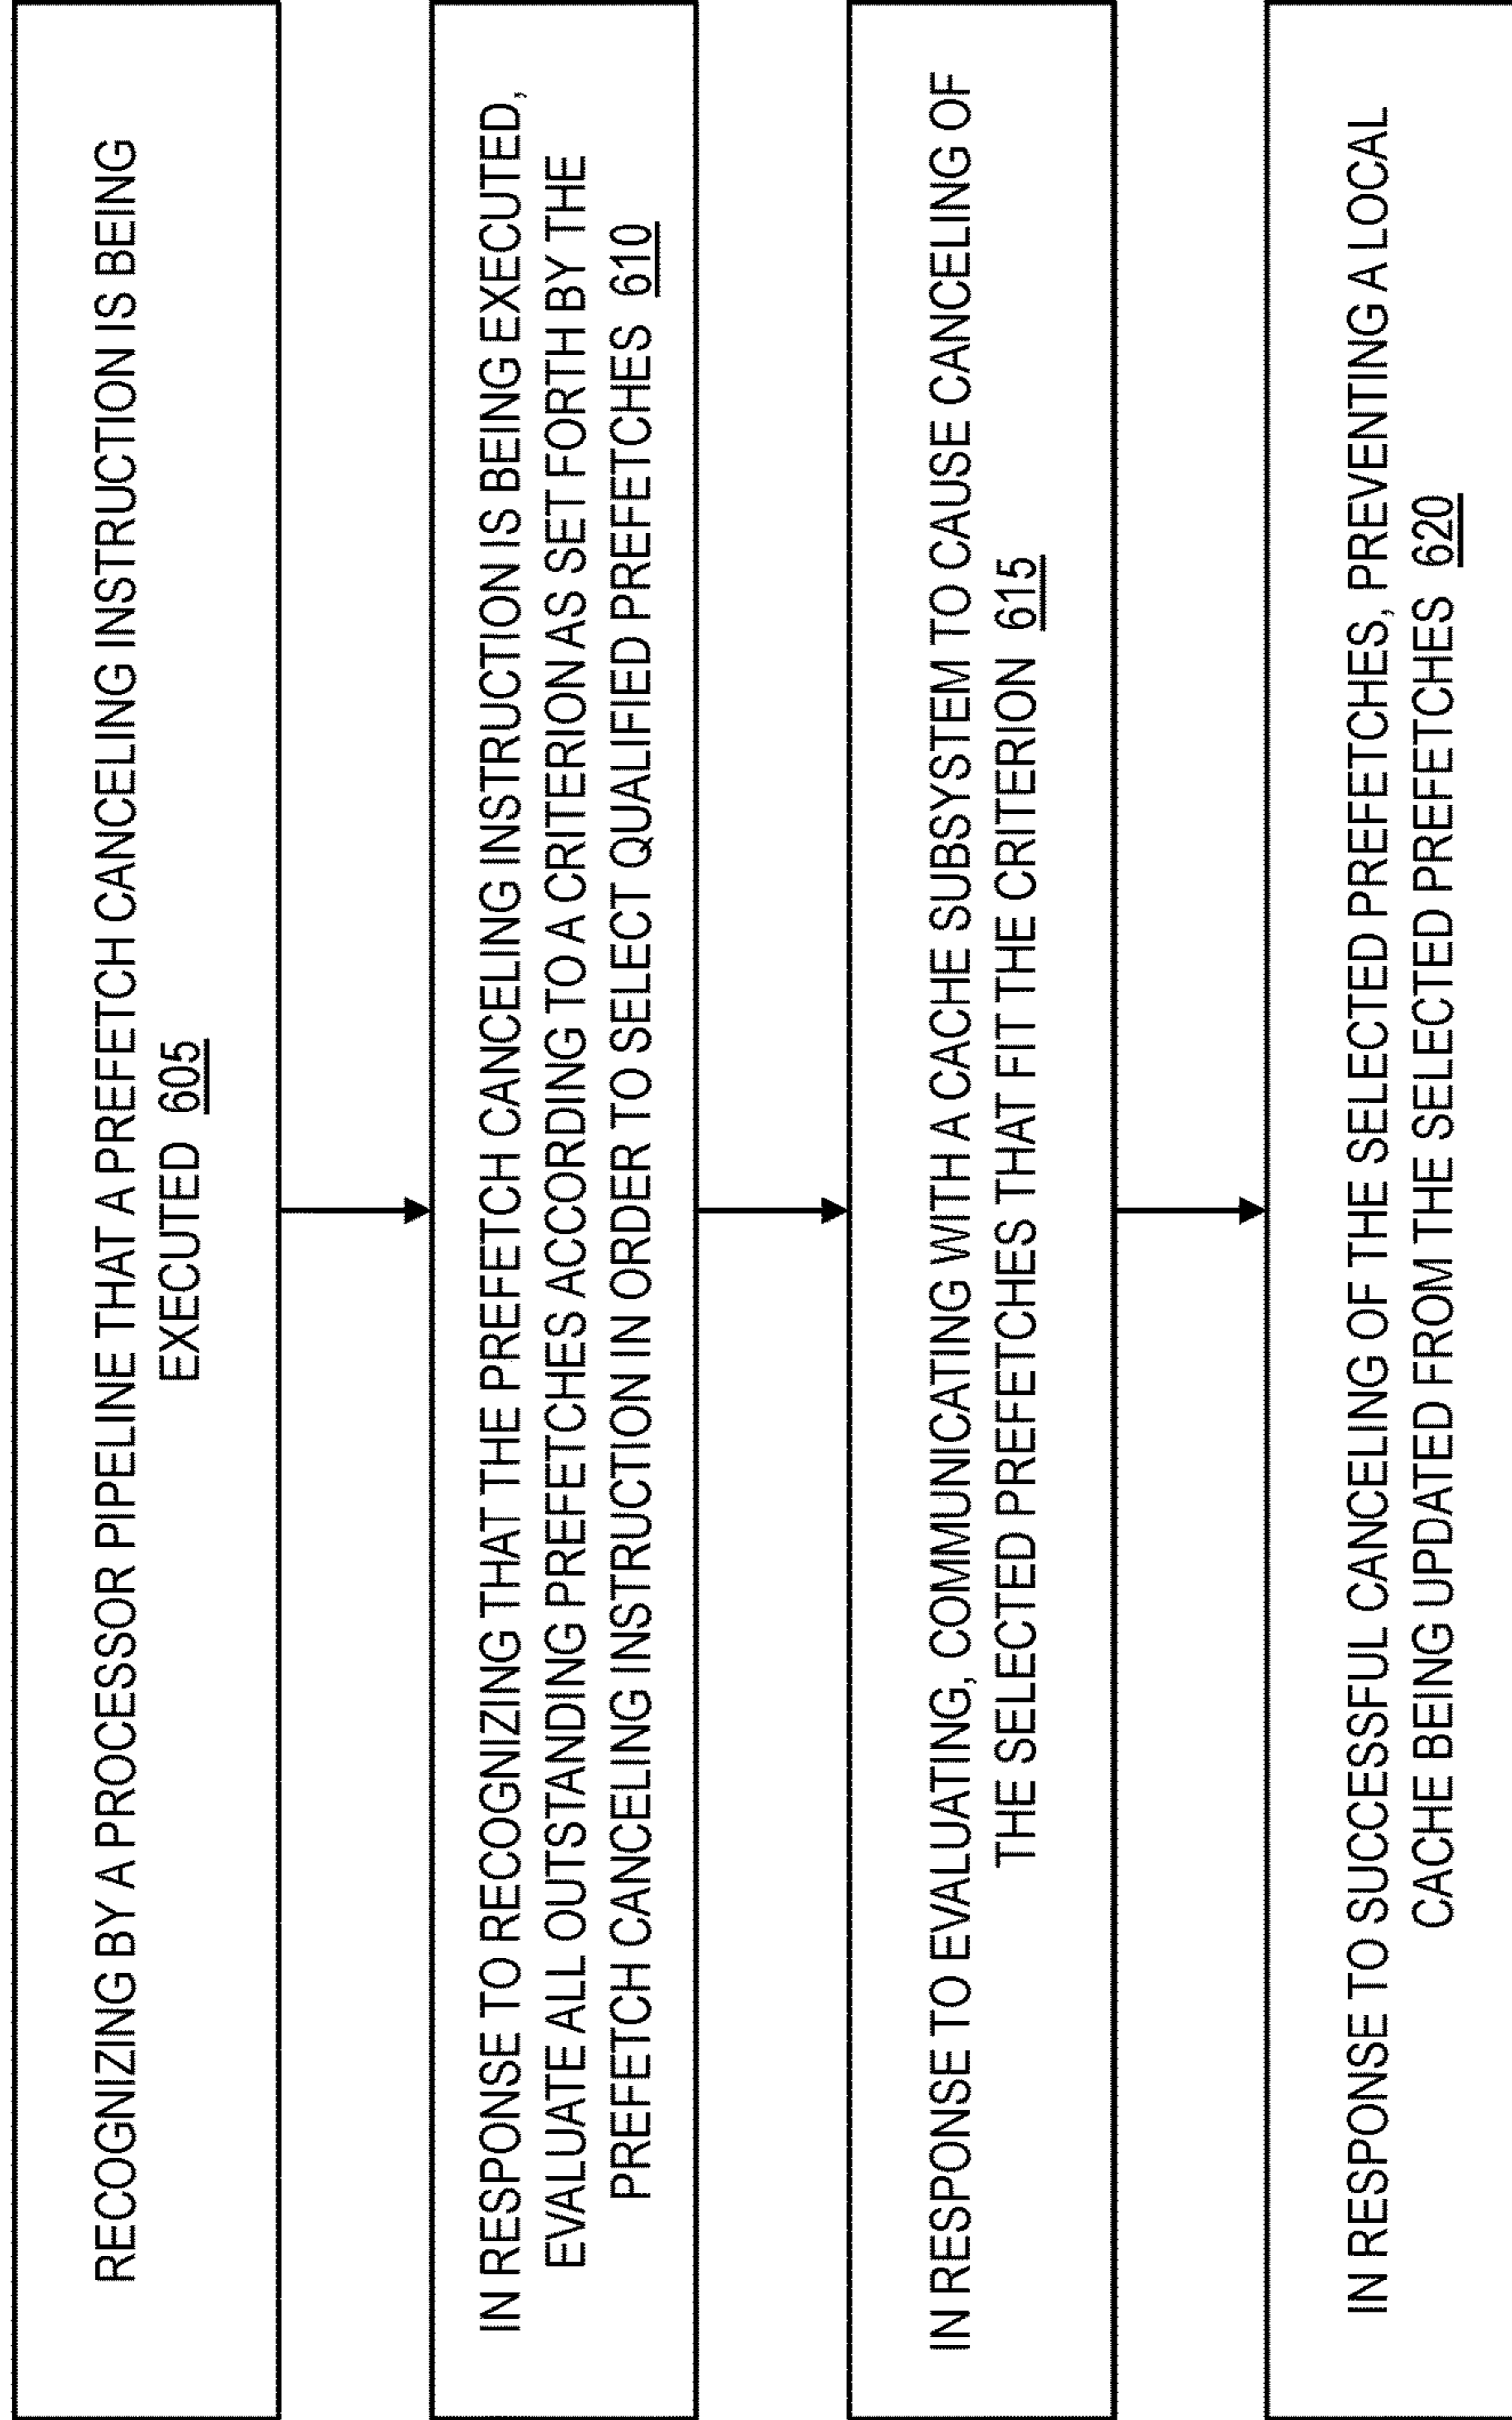 RECOGNIZING BY A PROCESSOR PIPELINE THAT A PREFETCH CANCELING INSTRUCTION IS BEING
EXECUTED 605
IN RESPONSE TO RECOGNIZING THAT THE PREFETCH CANCELING INSTRUCTION IS BEING EXECUTED,
EVALUATE ALL OUTSTANDING PREFETCHES ACCORDING TO A CRITERION AS SET FORTH BY THE
PREFETCH CANCELING INSTRUCTION IN ORDER TO SELECT QUALIFIED PREFETCHES 610
IN RESPONSE TO EVALUATING, COMMUNICATING WITH A CACHE SUBSYSTEM TO CAUSE CANCELING OF
THE SELECTED PREFETCHES THAT FIT THE CRITERION 615
IN RESPONSE TO SUCCESSFUL CANCELING OF THE SELECTED PREFETCHES, PREVENTING A LOCAL
CACHE BEING UPDATED FROM THE SELECTED PREFETCHES 620